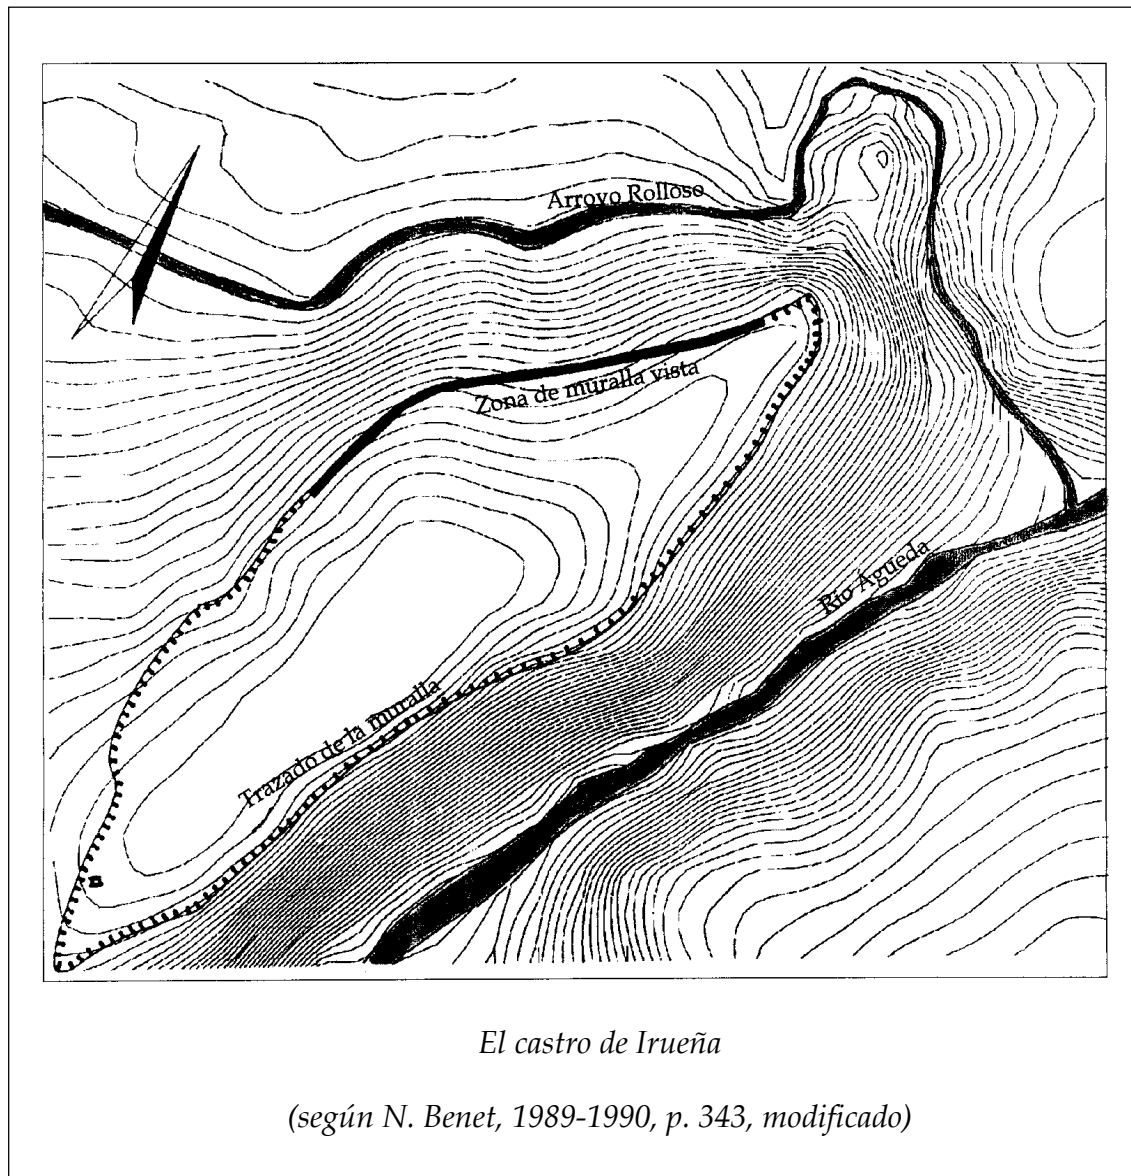 Arroyo Rolloso
Zona de muralla vista
Río Águeda
Trazado de la muralla
El castro de Irueña
(según N. Benet, 1989-1990, p. 343, modificado)